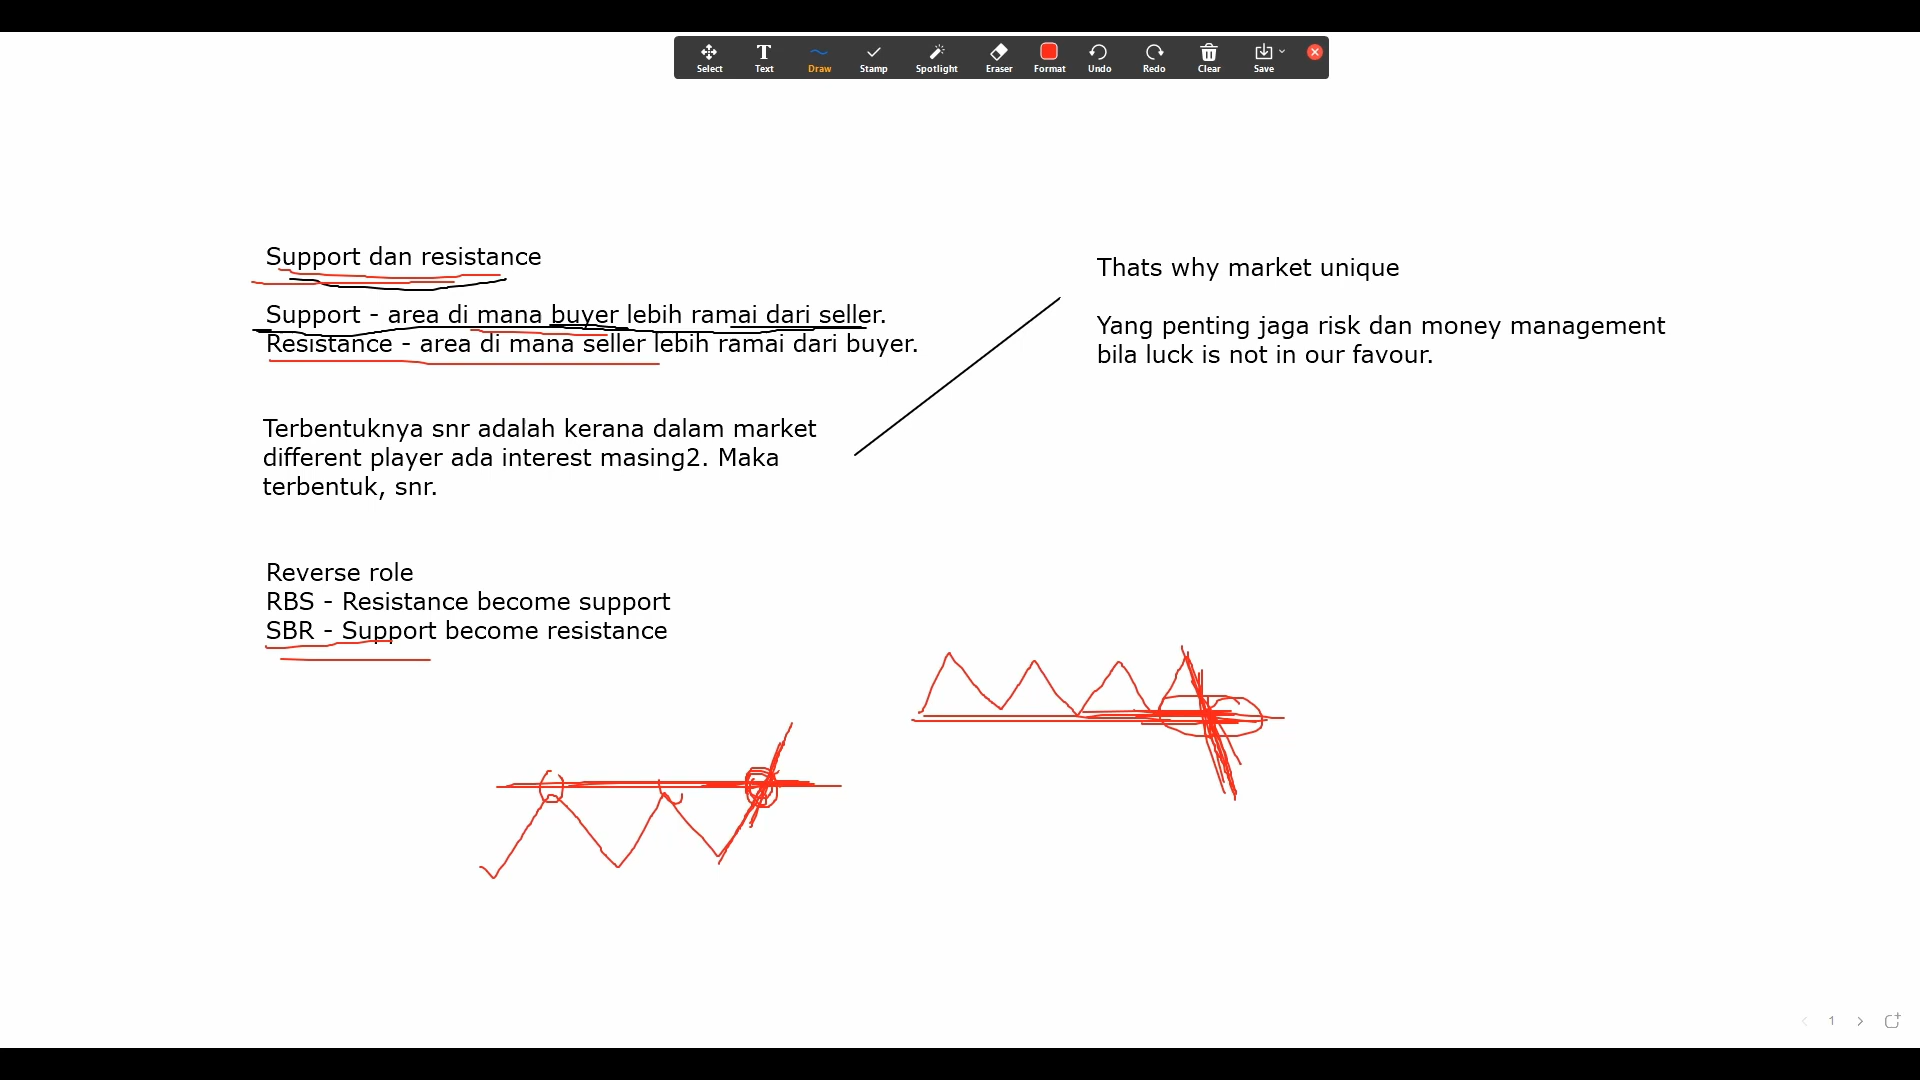 Select Text Draw Stamp Spotlight Eraser Format Undo Redo Clear Save
Support dan resistance
Support - area di mana buyer lebih ramai dari seller.
Resistance - area di mana seller lebih ramai dari buyer.
Terbentuknya snr adalah kerana dalam market
different player ada interest masing2. Maka
terbentuk, snr.
Reverse role
RBS - Resistance become support
SBR - Support become resistance
Thats why market unique
Yang penting jaga risk dan money management
bila luck is not in our favour.
1